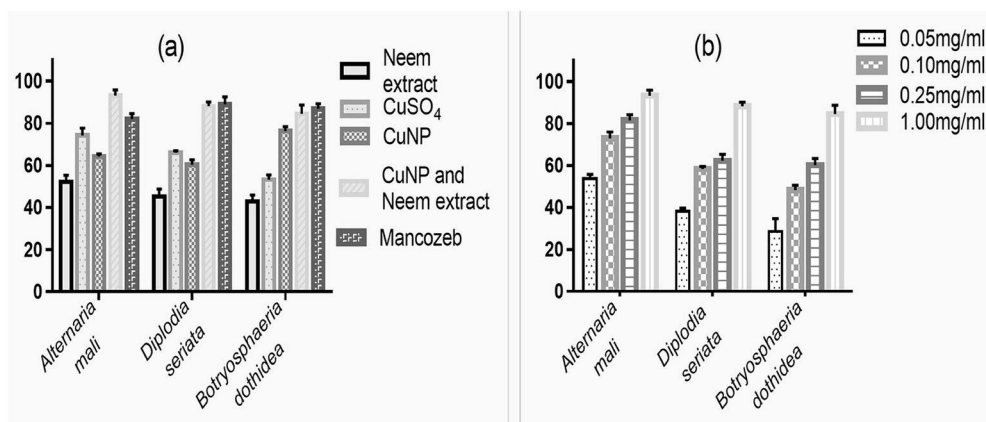 (a)
100
80
60
40
20
0
Alternaria
mali
Diplodia
seriata
Botryosphaeria
dothidea
Neem
extract
CuSO4
CuNP
CuNP and
Neem extract
Mancozeb
(b)
100
80
60
40
20
0
Alternaria
mali
Diplodia
seriata
Botryosphaeria
dothidea
0.05mg/ml
0.10mg/ml
0.25mg/ml
1.00mg/ml